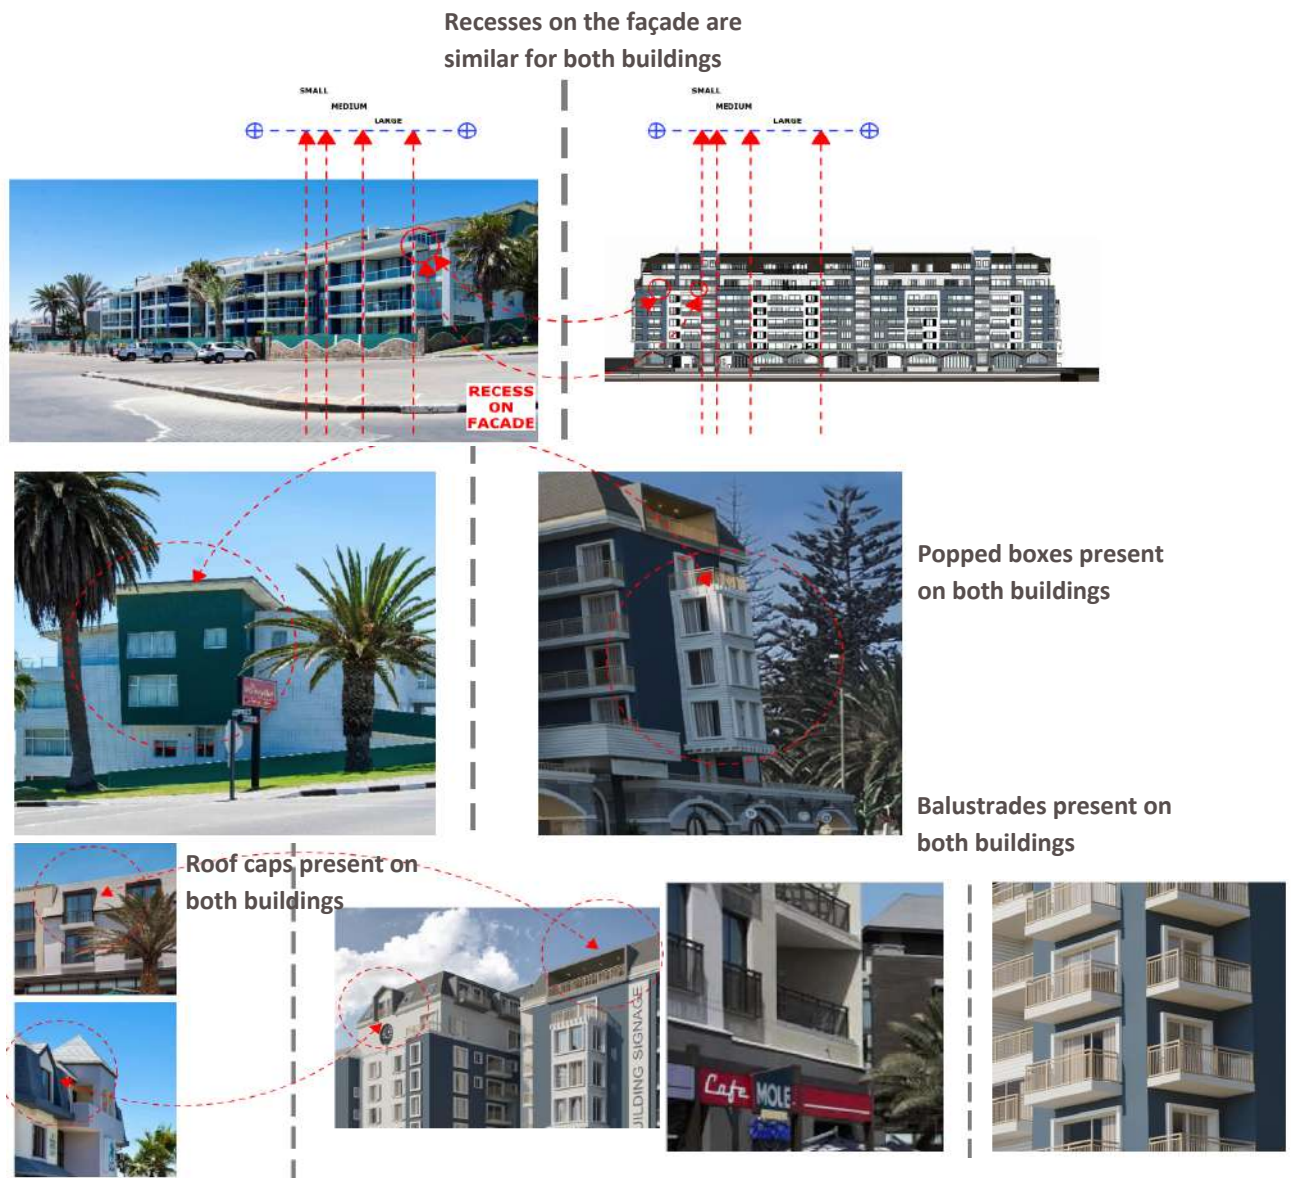 Recesses on the façade are
similar for both buildings
SMALL
MEDIUM
LARGE
SMALL
MEDIUM
LARGE
RECESS
ON
FACADE
Popped boxes present
on both buildings
Balustrades present on
both buildings
Roof caps present on
both buildings
BUILDING SIGNAGE
Cafe MOLE